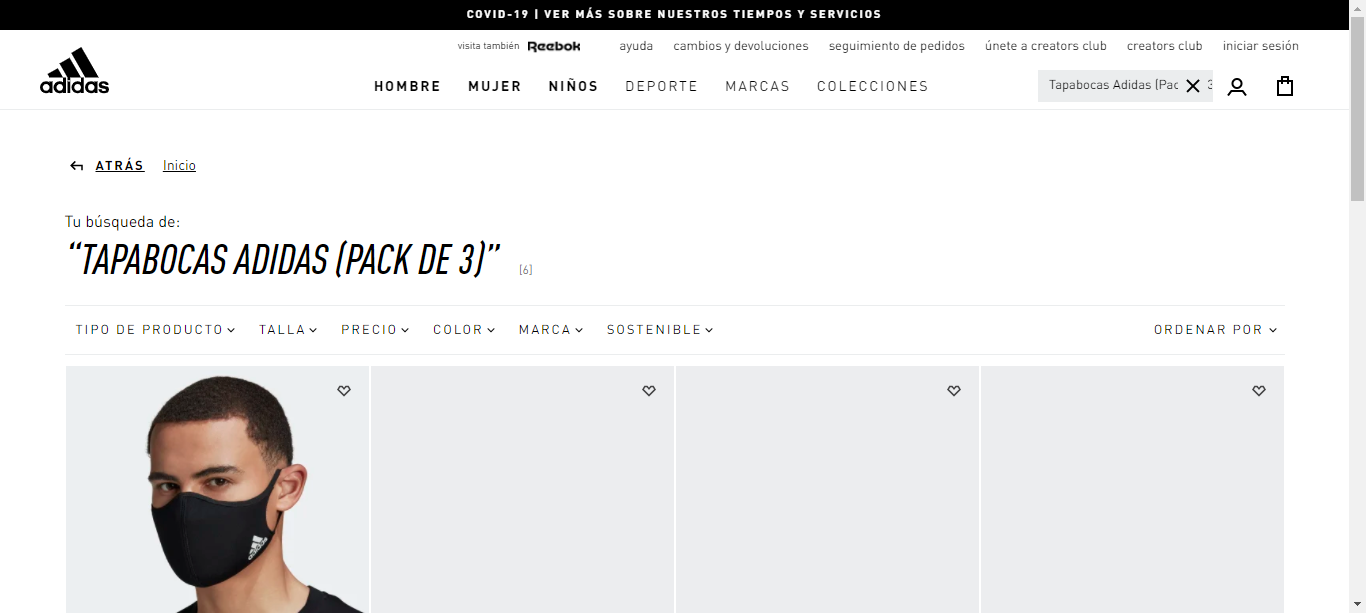 COVID-19 | VER MÁS SOBRE NUESTROS TIEMPOS Y SERVICIOS
visita también Reebok ayuda cambios y devoluciones seguimiento de pedidos únete a creators club creators club iniciar sesión
adidas
HOMBRE MUJER NIÑOS DEPORTE MARCAS COLECCIONES
Tapabocas Adidas (Pac 3
ATRÁS Inicio
Tu búsqueda de:
“TAPABOCAS ADIDAS (PACK DE 3)” [6]
TIPO DE PRODUCTO TALLA PRECIO COLOR MARCA SOSTENIBLE ORDENAR POR
adidas